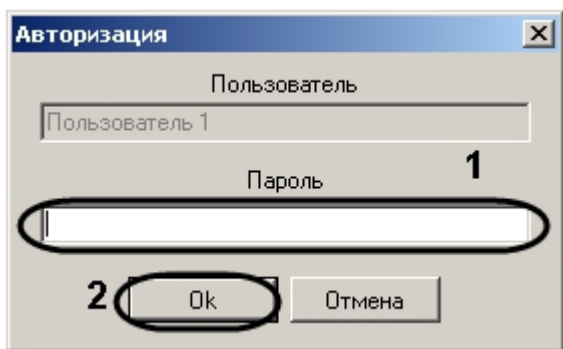 Авторизация
Пользователь
Пользователь 1
1
Пароль
2 Ok Отмена